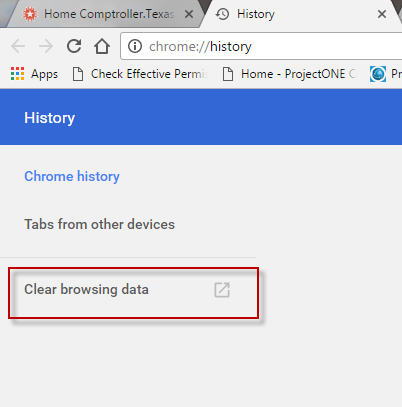 Home Comptroller.Texas
History
chrome://history
Apps Check Effective Permis Home - ProjectONE C Pr
History
Chrome history
Tabs from other devices
Clear browsing data